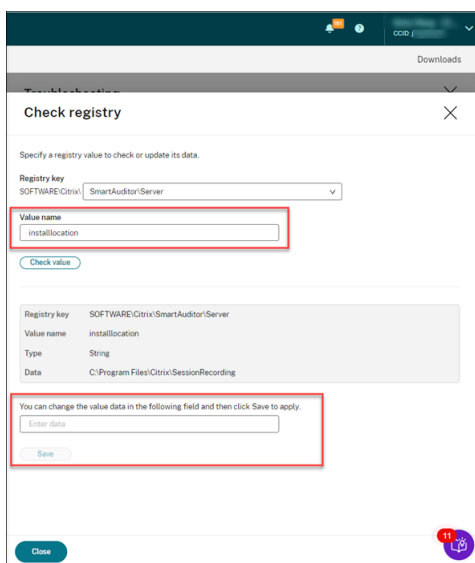 CCID:
Downloads
Troubleshooting
Check registry
Specify a registry value to check or update its data.
Registry key
SOFTWARE\Citrix\ SmartAuditor\Server
Value name
installlocation
Check value
Registry key SOFTWARE\Citrix\SmartAuditor\Server
Value name installlocation
Type String
Data C:\Program Files\Citrix\SessionRecording
You can change the value data in the following field and then click Save to apply.
Enter data
Save
11
Close